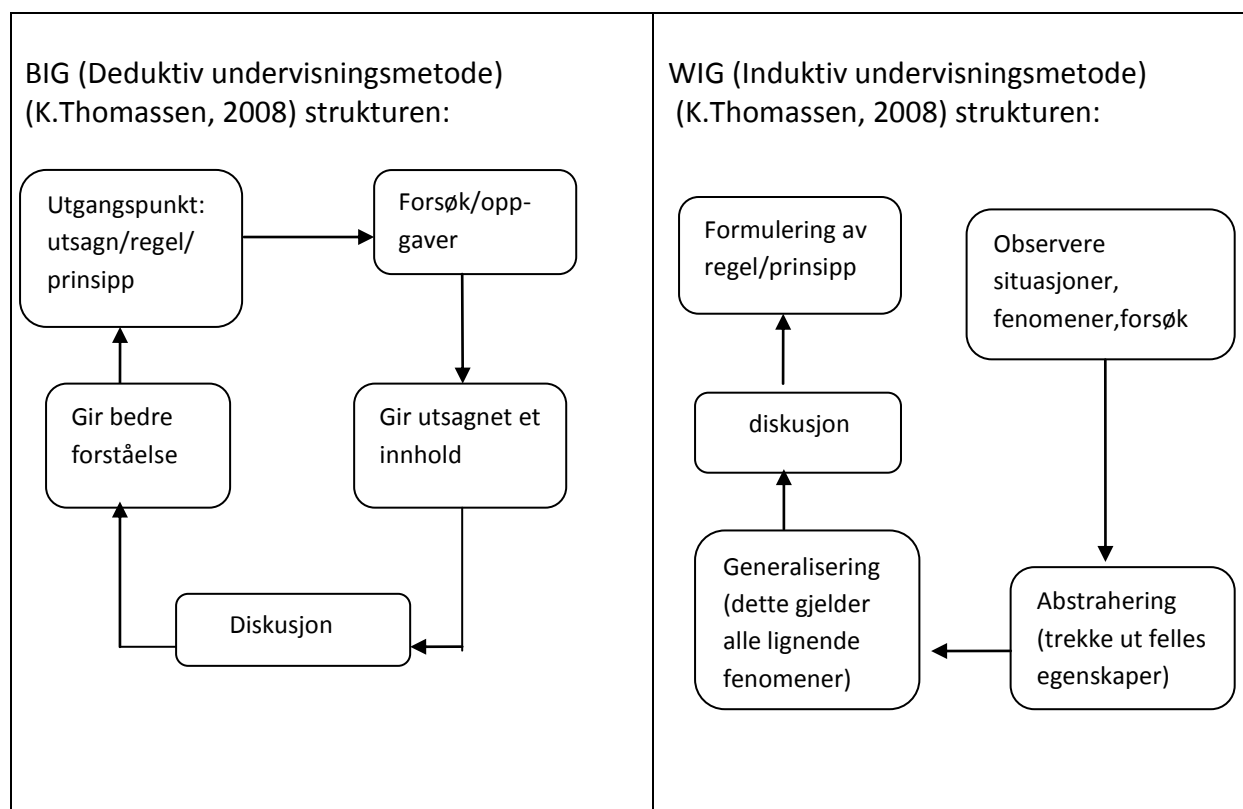 BIG (Deduktiv undervisningsmetode)
(K.Thomassen, 2008) strukturen:
Utgangspunkt:
utsagn/regel/
prinsipp
Forsøk/opp-
gaver
Gir utsagnet et
innhold
Diskusjon
Gir bedre
forståelse
WIG (Induktiv undervisningsmetode)
(K.Thomassen, 2008) strukturen:
Observere
situasjoner,
fenomener,forsøk
Abstrahering
(trekke ut felles
egenskaper)
Generalisering
(dette gjelder
alle lignende
fenomener)
diskusjon
Formulering av
regel/prinsipp